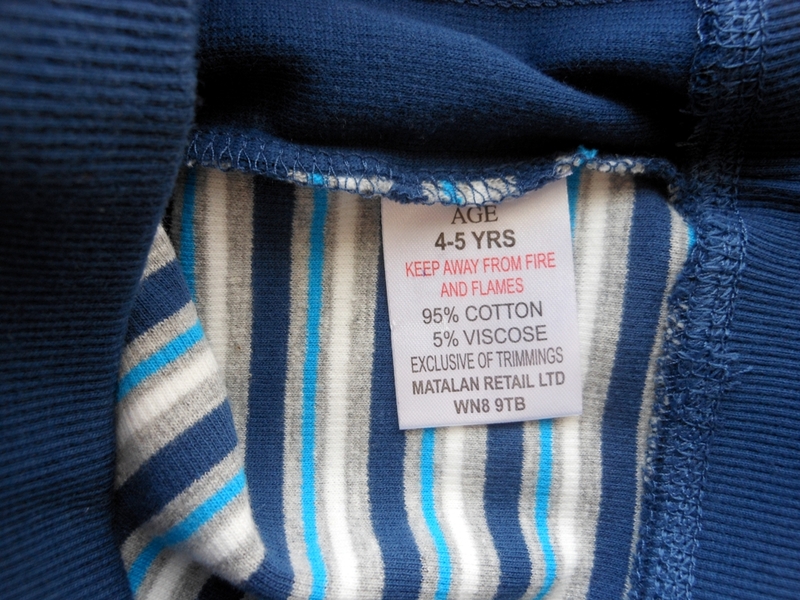 AGE
4-5 YRS
KEEP AWAY FROM FIRE
AND FLAMES
95% COTTON
5% VISCOSE
EXCLUSIVE OF TRIMMINGS
MATALAN RETAIL LTD
WN8 9TB